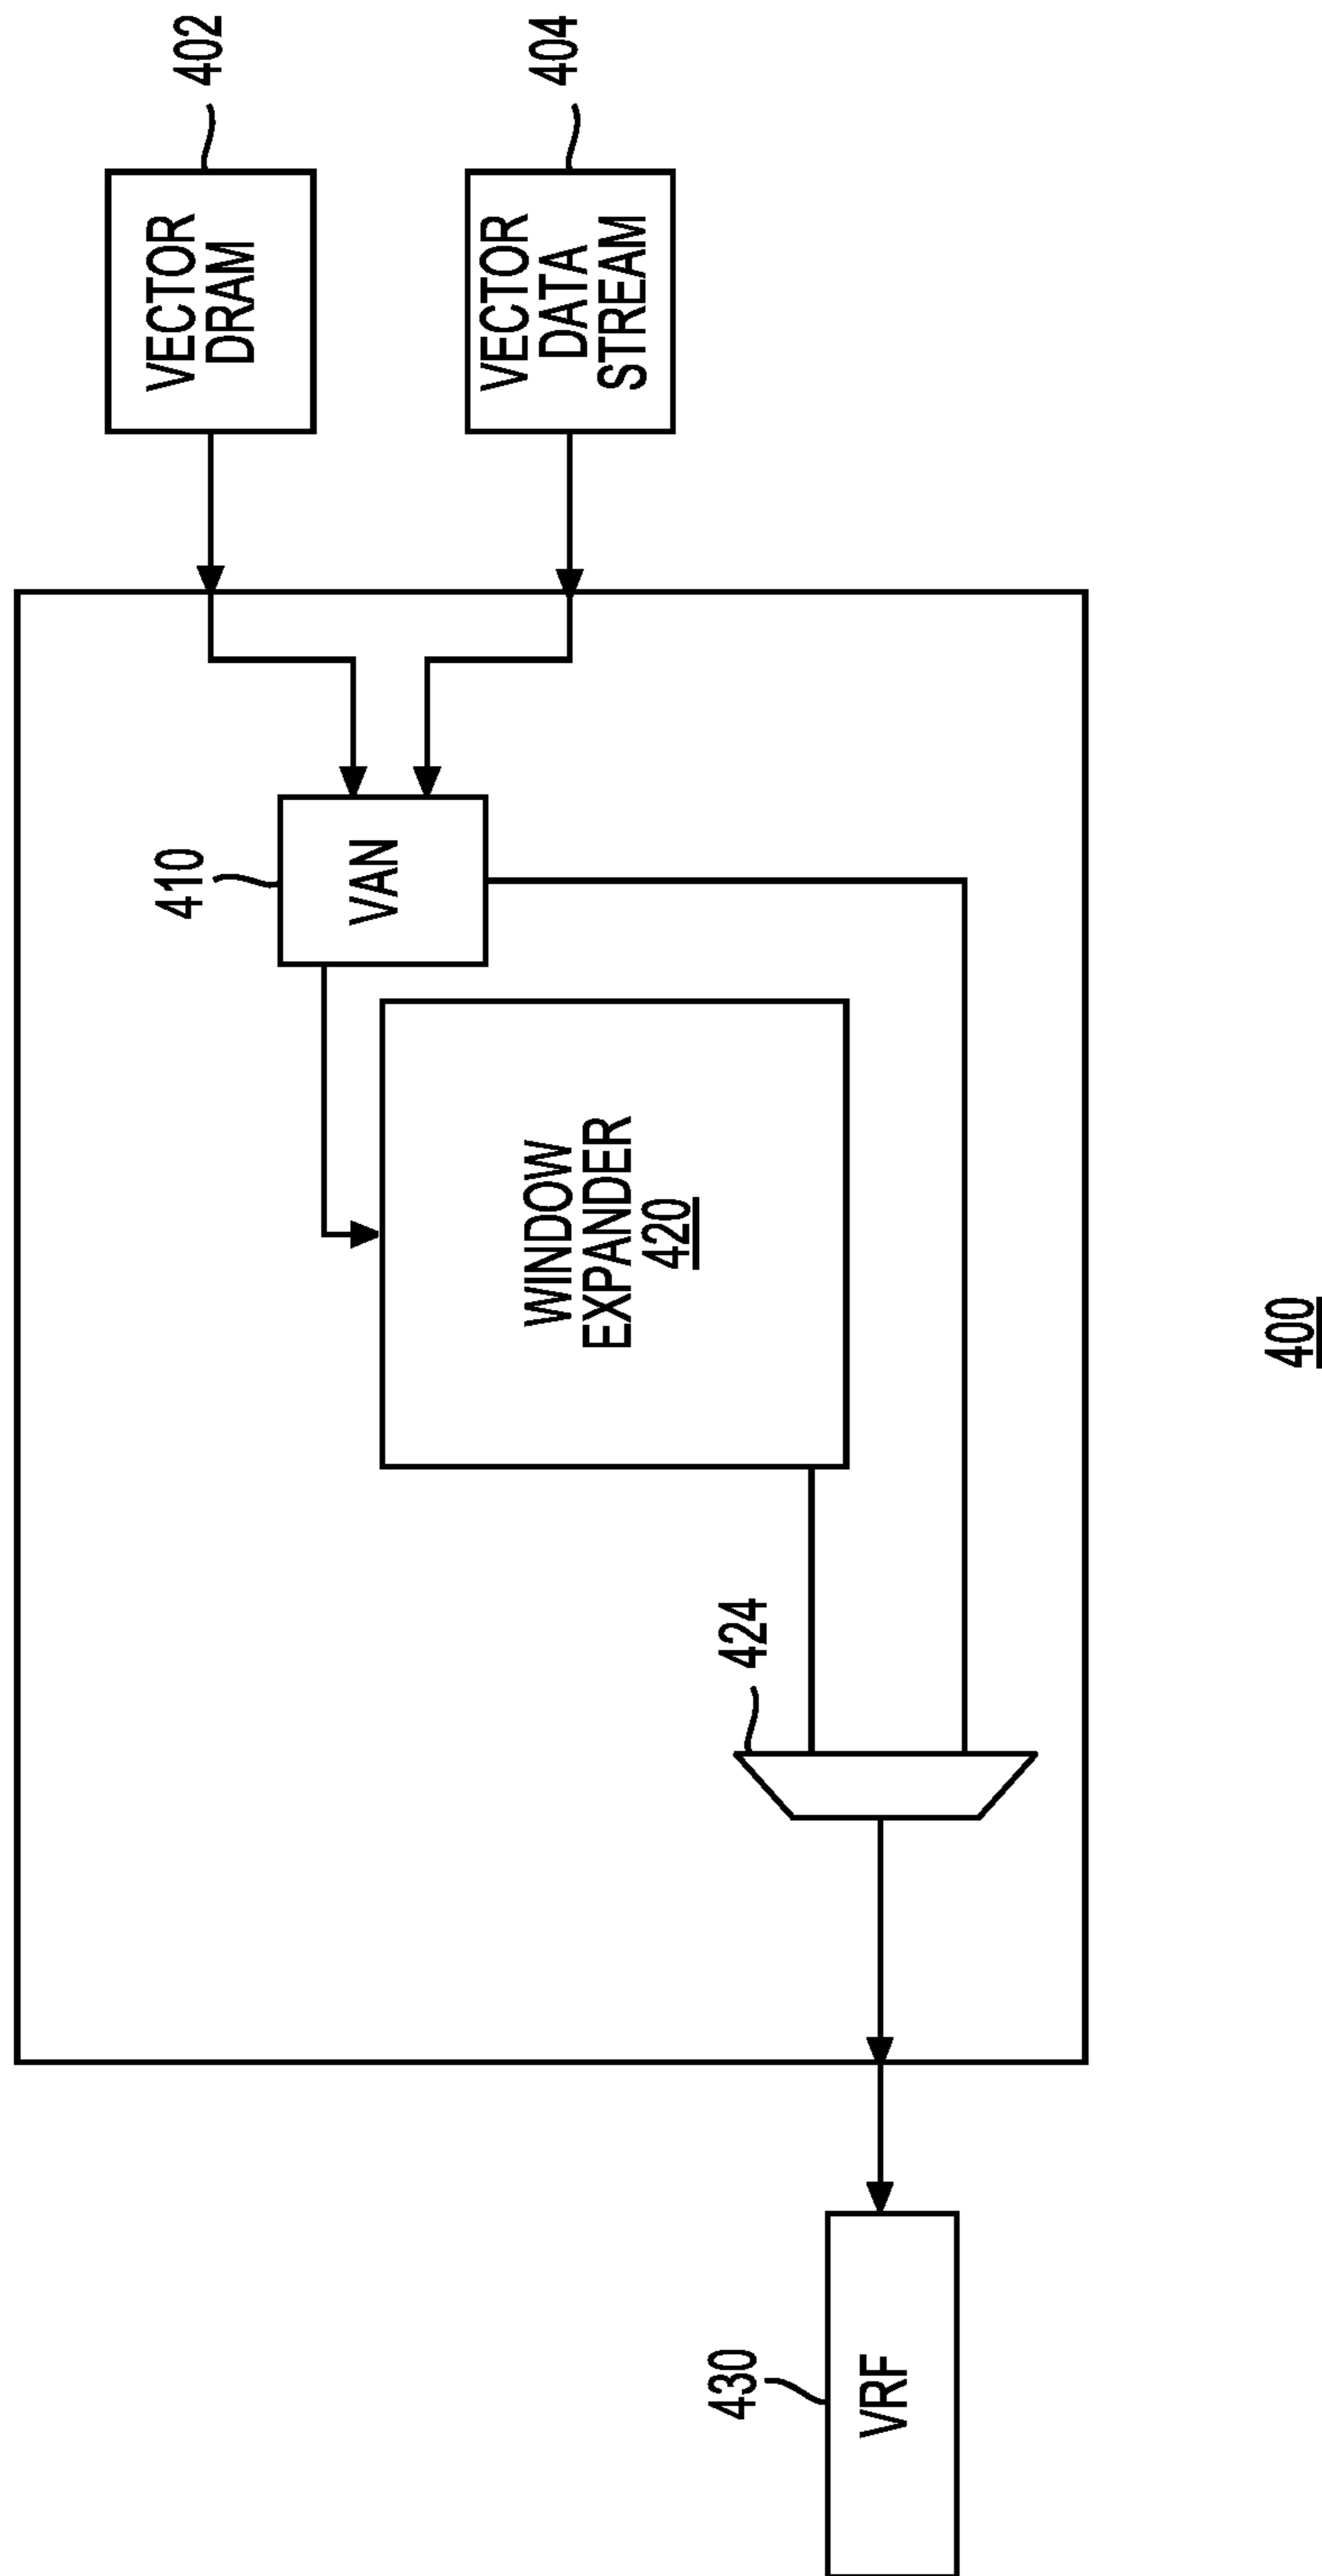 402
VECTOR
DRAM
404
VECTOR
DATA
STREAM
410
VAN
WINDOW
EXPANDER
420
424
430
VRF
400